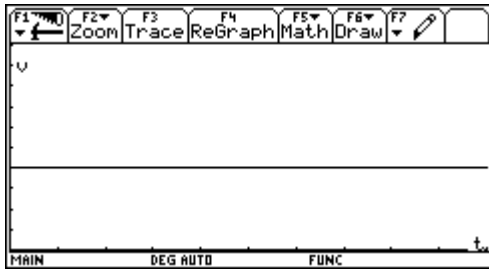 F1 F2 F3 F4 F5 F6 F7
Zoom Trace ReGraph Math Draw
v
t
MAIN DEG AUTO FUNC